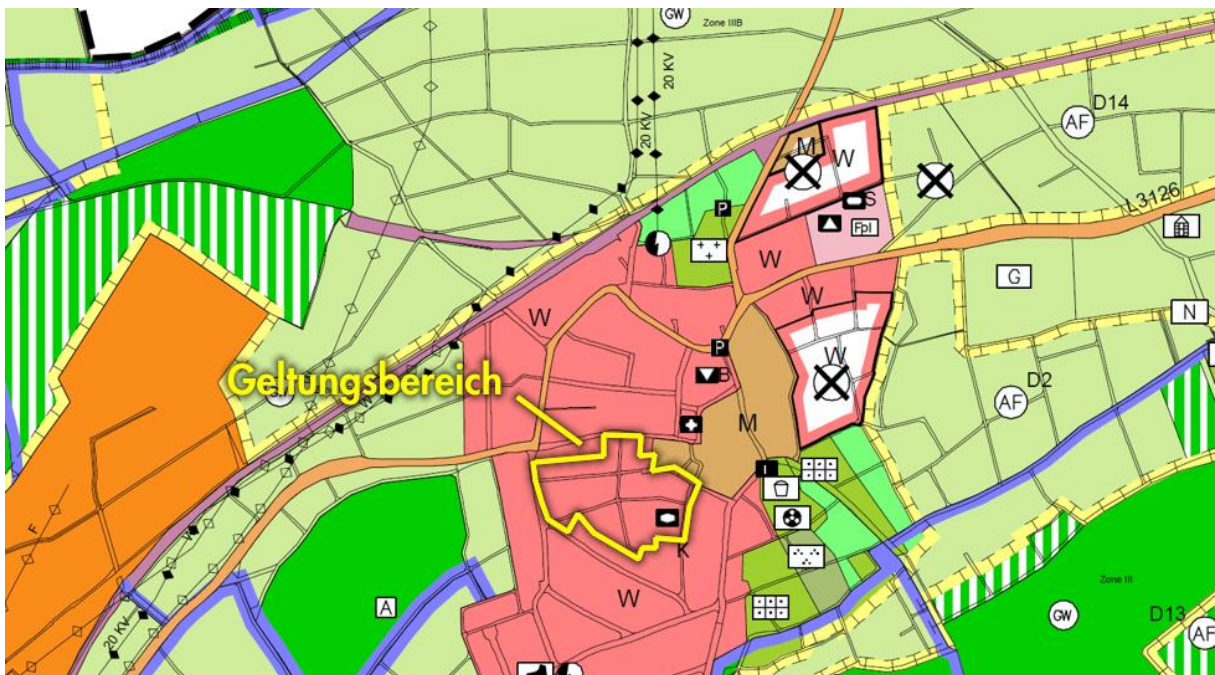 GW
Zone IIIB
20 KV
20 KV
D14
AF
M
W
S
P
Fpl
L3126
W
G
W
W
N
P
W
Geltungsbereich
B
D2
AF
M
I
F
W
K
Zone III
A
W
GW
D13
AF
20 KV